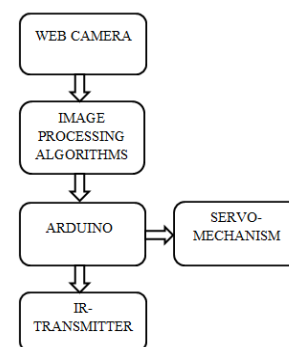 WEB CAMERA
IMAGE
PROCESSING
ALGORITHMS
ARDUINO
SERVO-
MECHANISM
IR-
TRANSMITTER